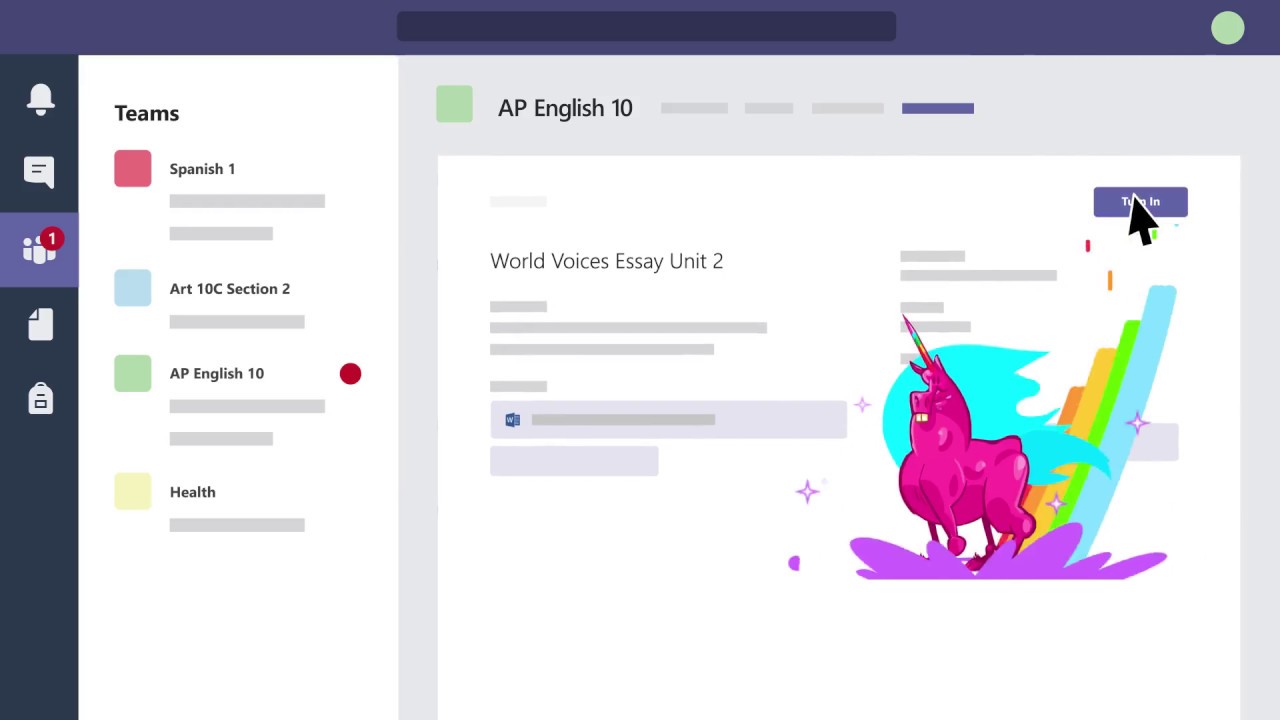 Teams
Spanish 1
1
Art 10C Section 2
AP English 10
Health
AP English 10
World Voices Essay Unit 2
W
In